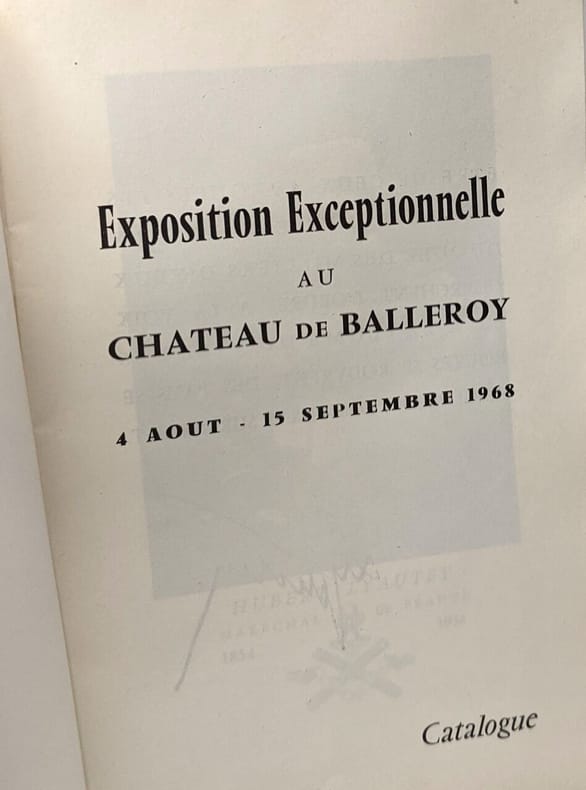 Exposition Exceptionnelle
AU
CHATEAU DE BALLEROY
4 AOUT - 15 SEPTEMBRE 1968
Catalogue